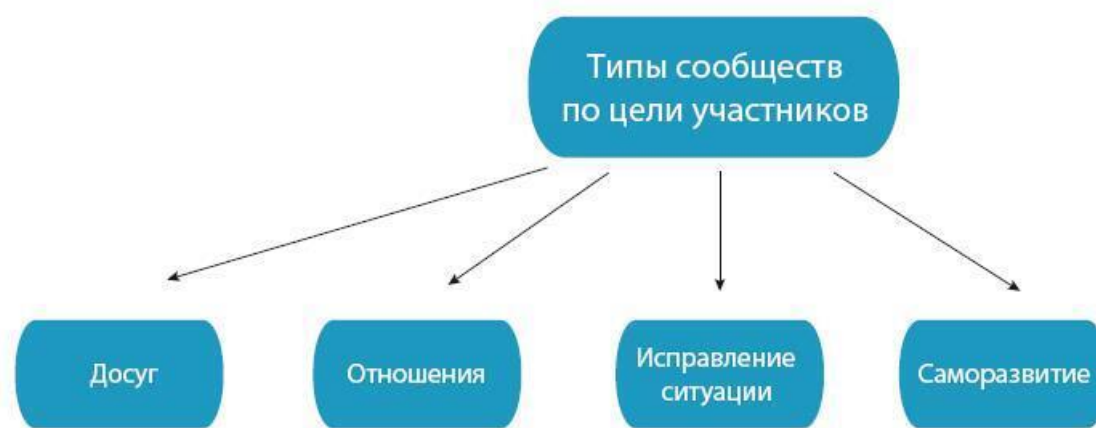 Типы сообществ
по цели участников
Досуг
Отношения
Исправление
ситуации
Саморазвитие